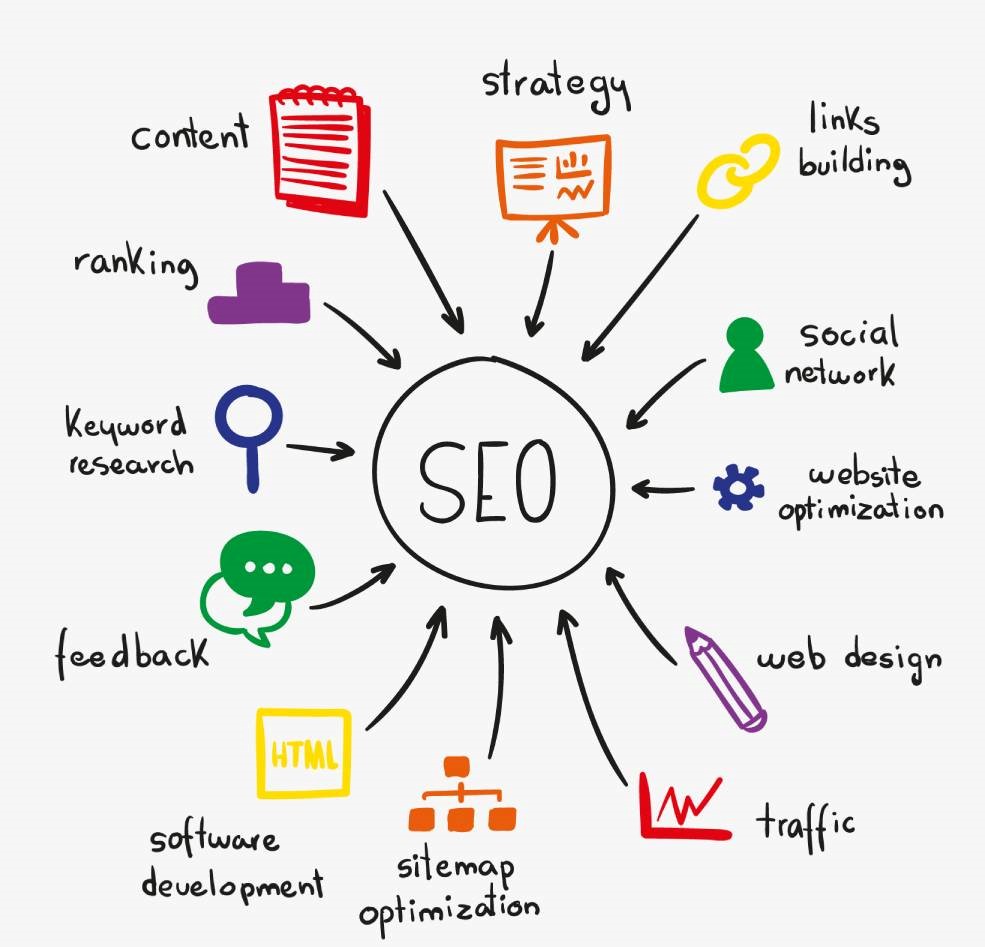 strategy
content
links
building
ranking
social
network
Keyword
research
SEO
website
optimization
feedback
web design
HTML
software
development
sitemap
optimization
traffic